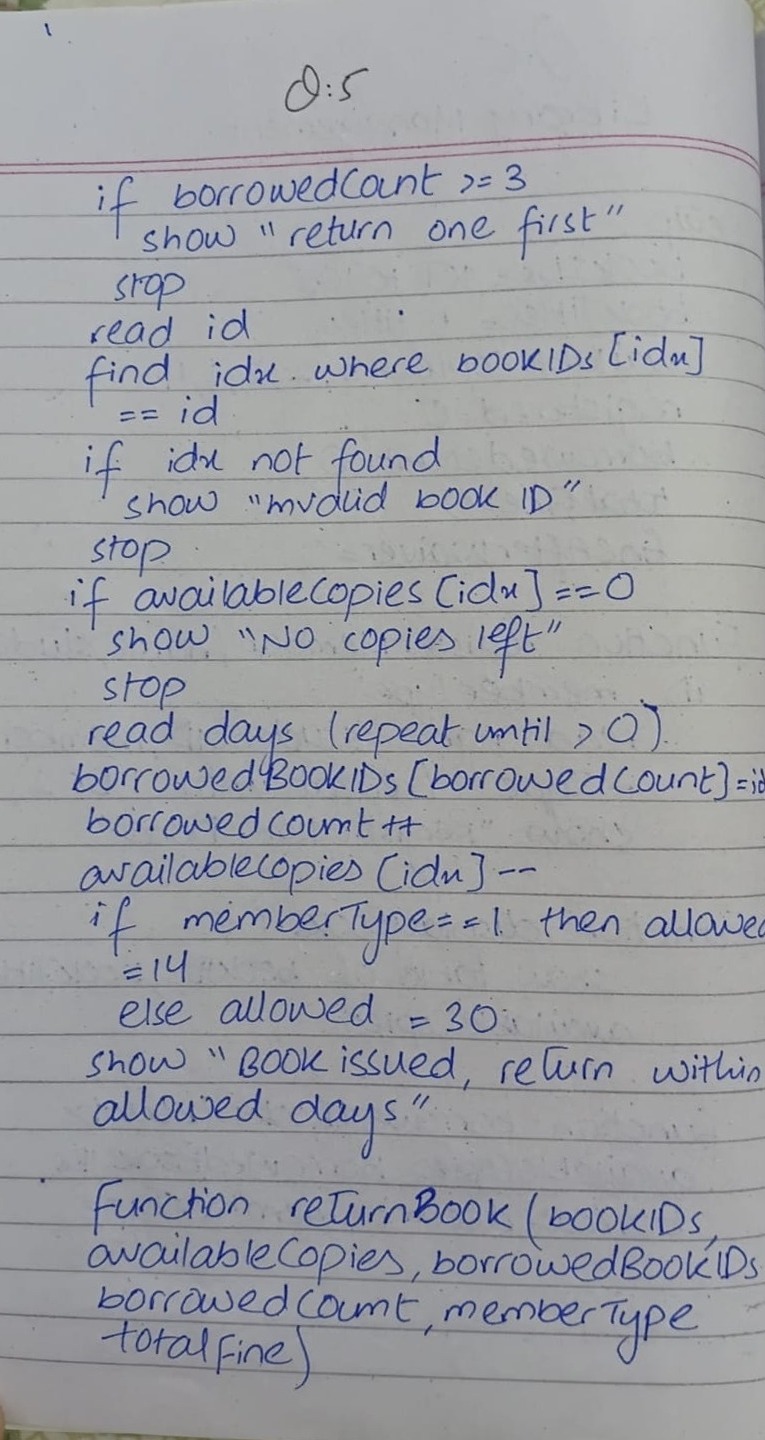 Q:5
if borrowedCount >= 3
show "return one first"
stop
read id
find idx where bookIDs [idx]
== id
if idx not found
show "invalid book ID"
stop
if availableCopies [idx] == 0
show "NO copies left"
stop
read days (repeat until > 0)
borrowedBookIDs [borrowedCount] = id
borrowedcount ++
availableCopies [idx] --
if memberType == 1 then allowed
= 14
else allowed = 30
show "Book issued, return within
allowed days"
Function returnBook (bookIDs,
availableCopies, borrowedBookIDs
borrowedCount, memberType
totalFine)